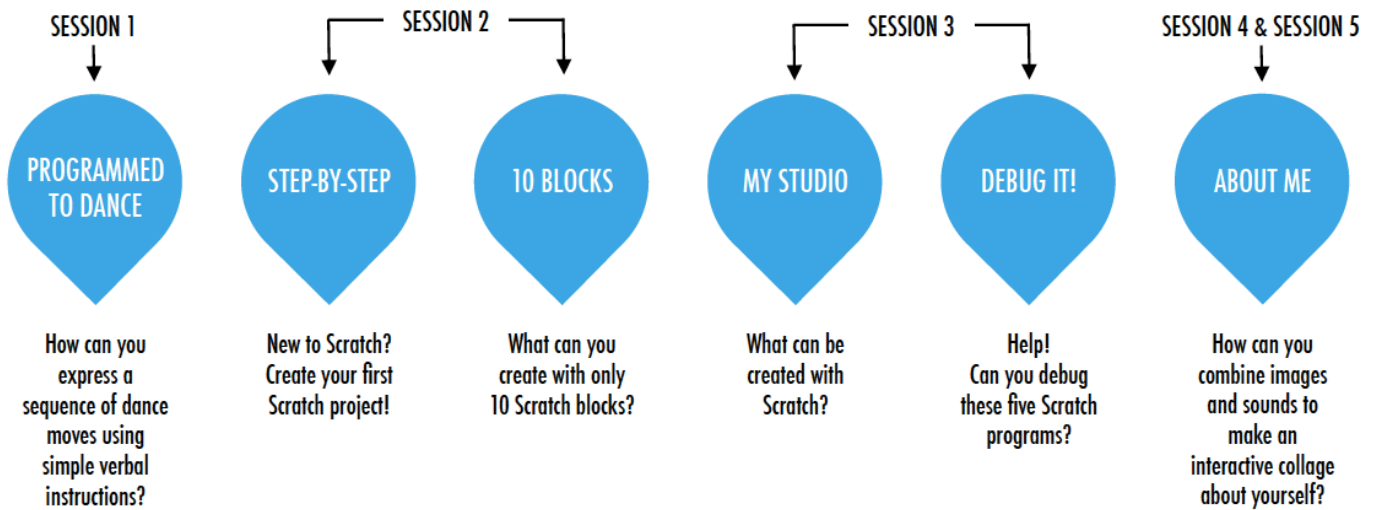 SESSION 1
SESSION 2
SESSION 3
SESSION 4 & SESSION 5
PROGRAMMED
TO DANCE
STEP-BY-STEP
10 BLOCKS
MY STUDIO
DEBUG IT!
ABOUT ME
How can you
express a
sequence of dance
moves using
simple verbal
instructions?
New to Scratch?
Create your first
Scratch project!
What can you
create with only
10 Scratch blocks?
What can be
created with
Scratch?
Help!
Can you debug
these five Scratch
programs?
How can you
combine images
and sounds to
make an
interactive collage
about yourself?